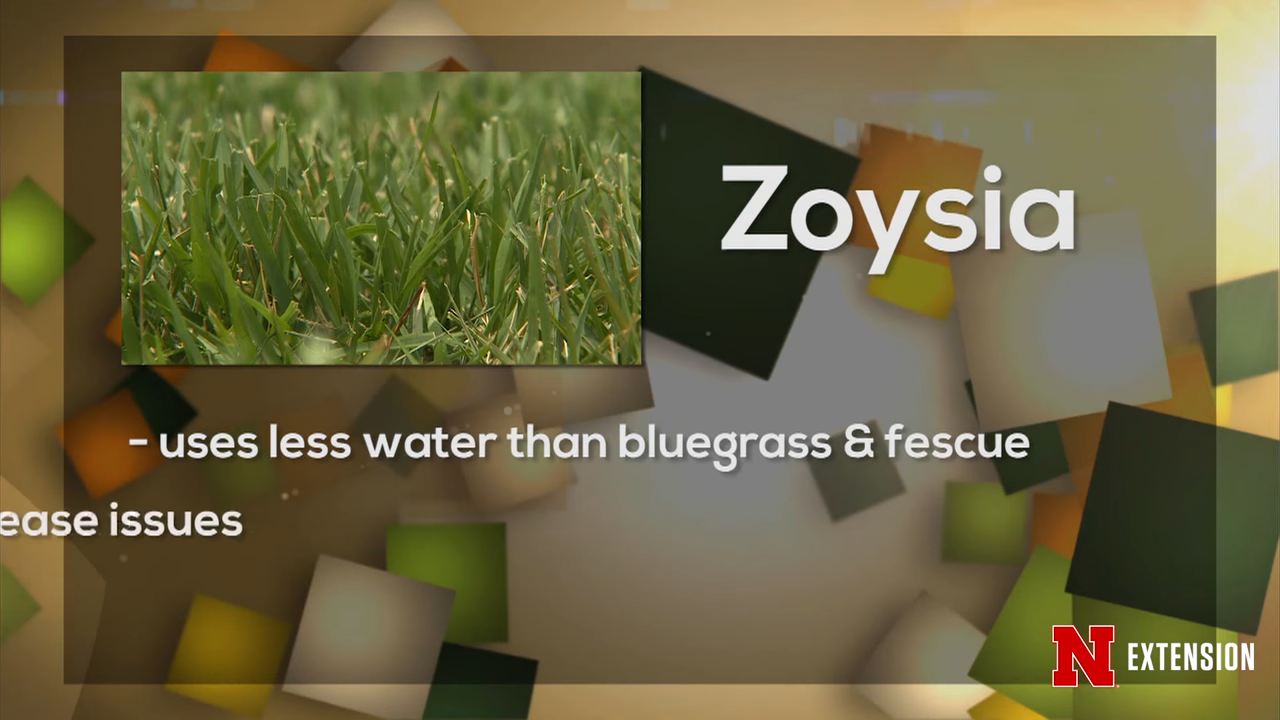 Zoysia
- uses less water than bluegrass & fescue
ease issues
N EXTENSION